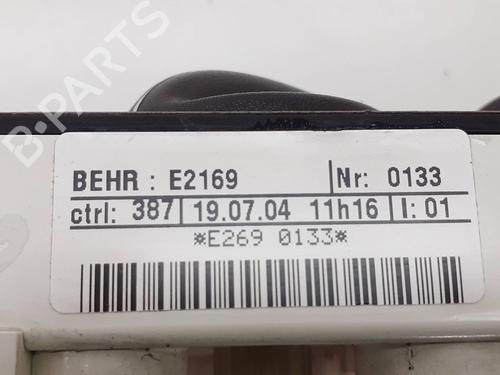 B-PARTS
BEHR : E2169 Nr: 0133
ctrl: 387 19.07.04 11h16 I: 01
*E269 0133*